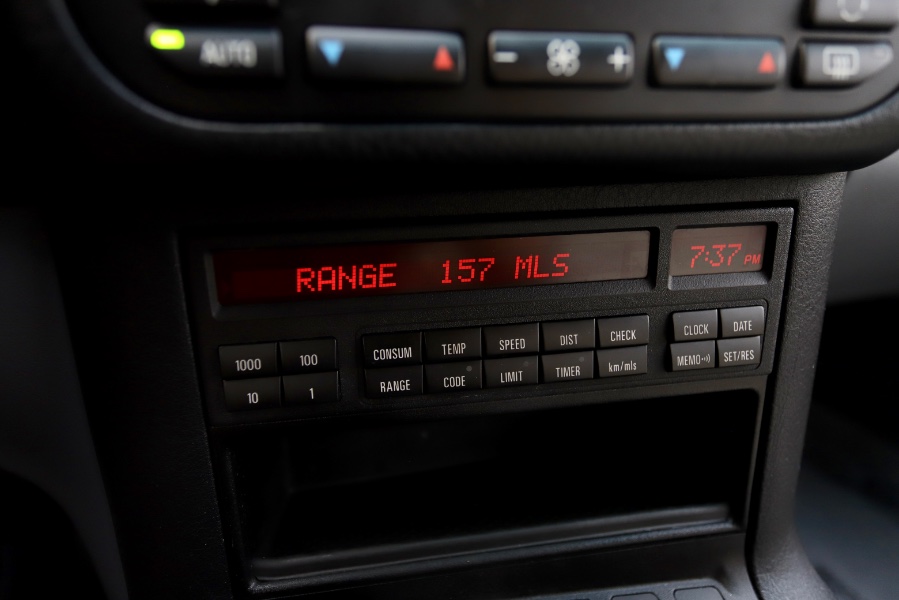 AUTO
- +
RANGE 157 MLS
7:37 PM
1000 100
10 1
CONSUM TEMP SPEED DIST CHECK
RANGE CODE LIMIT TIMER km/mls
CLOCK DATE
MEMO SET/RES